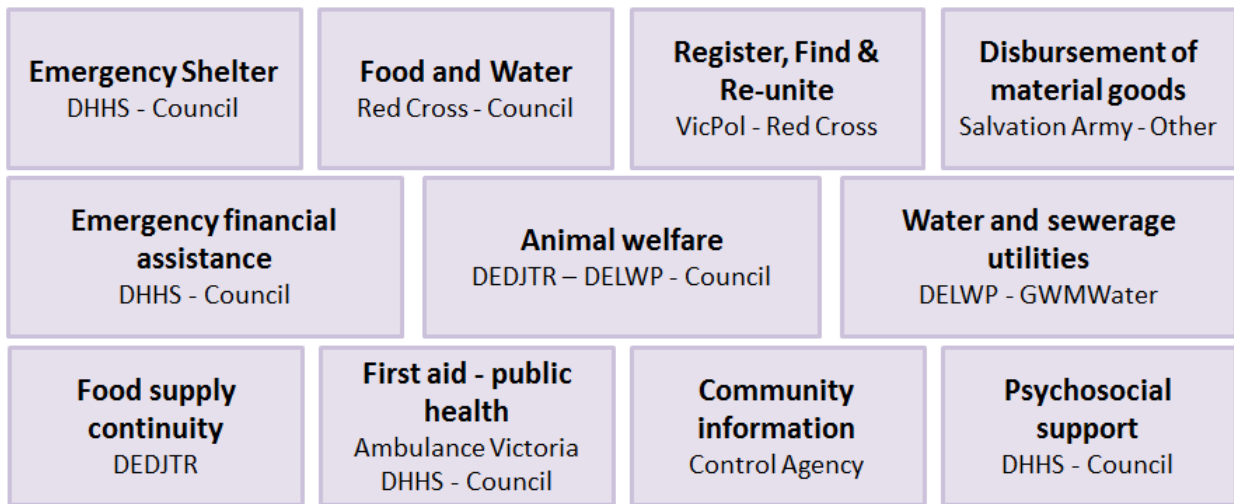 Emergency Shelter
DHHS - Council
Food and Water
Red Cross - Council
Register, Find &
Re-unite
VicPol - Red Cross
Disbursement of
material goods
Salvation Army - Other
Emergency financial
assistance
DHHS - Council
Animal welfare
DEDJTR – DELWP - Council
Water and sewerage
utilities
DELWP - GWMWater
Food supply
continuity
DEDJTR
First aid - public
health
Ambulance Victoria
DHHS - Council
Community
information
Control Agency
Psychosocial
support
DHHS - Council